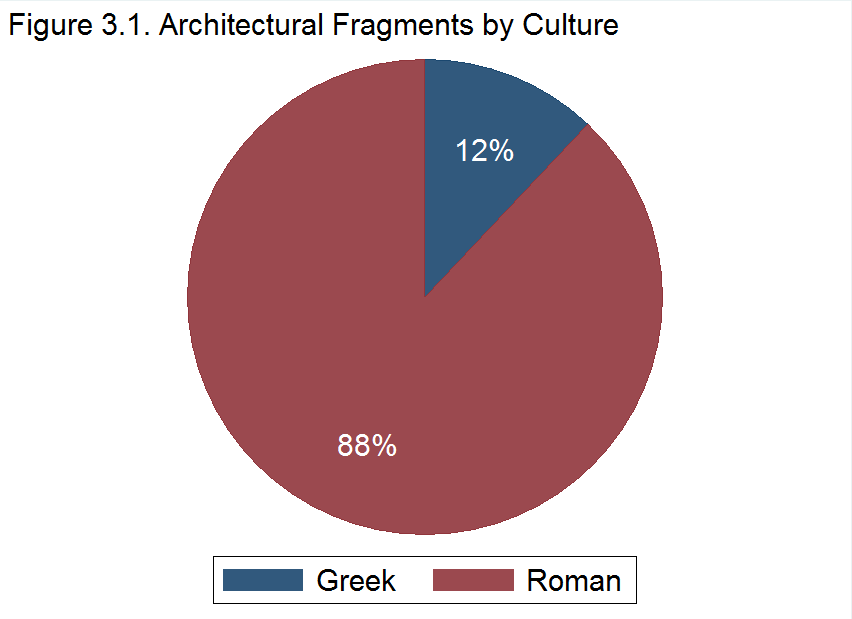 Figure 3.1. Architectural Fragments by Culture
12%
88%
Greek Roman